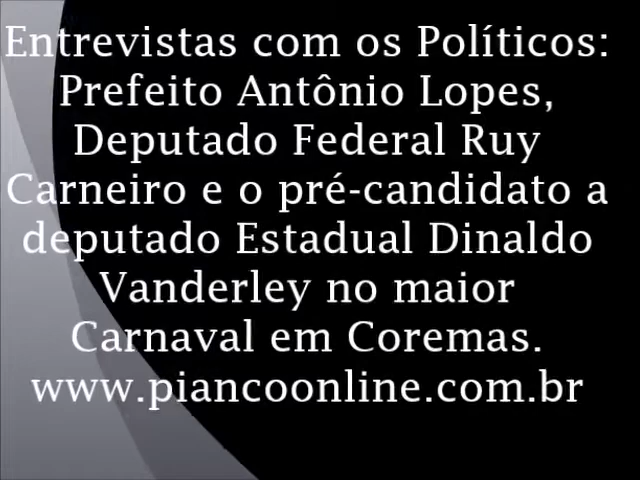 Entrevistas com os Políticos:
Prefeito Antônio Lopes,
Deputado Federal Ruy
Carneiro e o pré-candidato a
deputado Estadual Dinaldo
Vanderley no maior
Carnaval em Coremas.
www.piancoonline.com.br